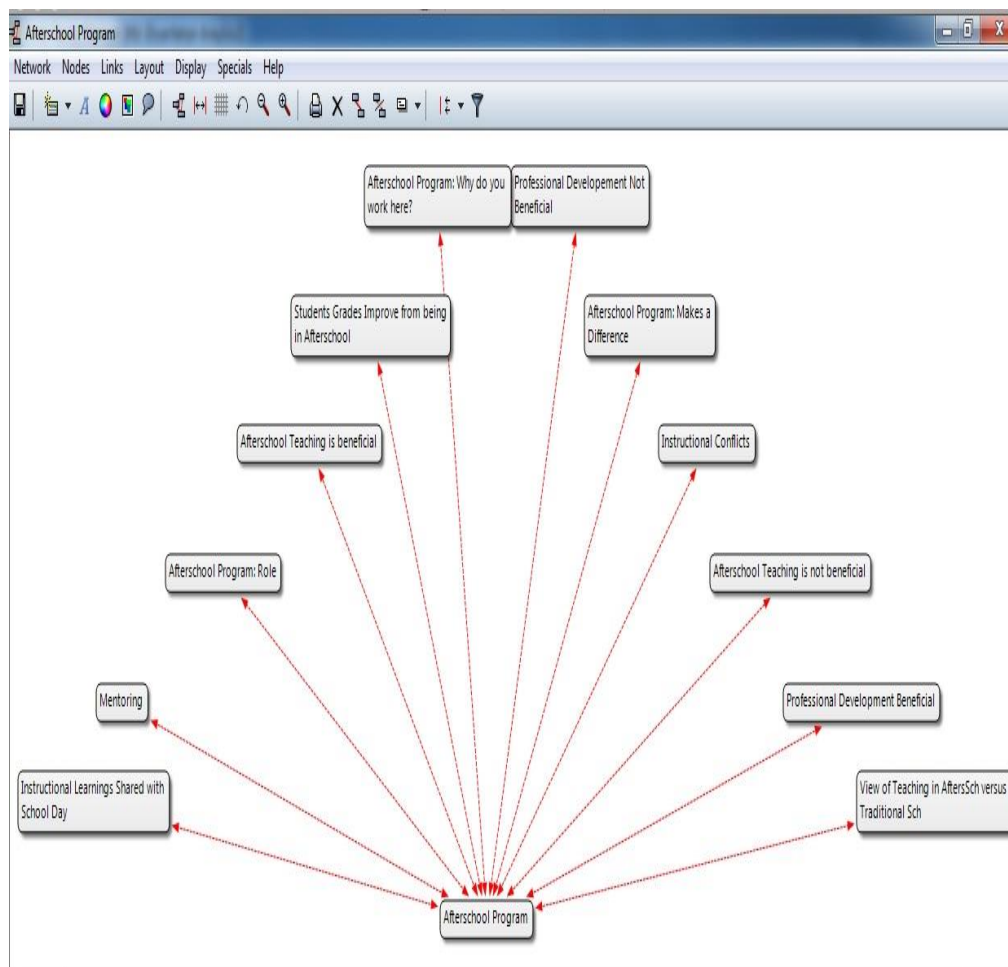 Afterschool Program
Network Nodes Links Layout Display Specials Help
Afterschool Program: Why do you
work here?
Professional Developement Not
Beneficial
Students Grades Improve from being
in Afterschool
Afterschool Program: Makes a
Difference
Afterschool Teaching is beneficial
Instructional Conflicts
Afterschool Program: Role
Afterschool Teaching is not beneficial
Mentoring
Professional Development Beneficial
Instructional Learnings Shared with
School Day
View of Teaching in AftersSch versus
Traditional Sch
Afterschool Program